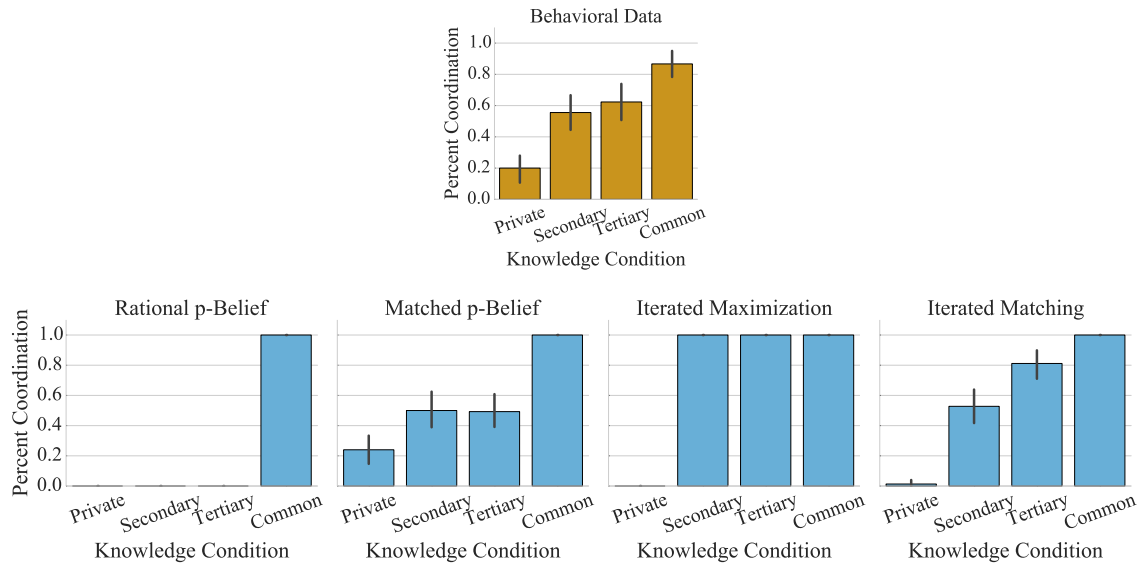 Behavioral Data
Percent Coordination
1.0
0.8
0.6
0.4
0.2
0.0
Private
Secondary
Tertiary
Common
Knowledge Condition
Rational p-Belief
Percent Coordination
1.0
0.8
0.6
0.4
0.2
0.0
Private
Secondary
Tertiary
Common
Knowledge Condition
Matched p-Belief
Private
Secondary
Tertiary
Common
Knowledge Condition
Iterated Maximization
Private
Secondary
Tertiary
Common
Knowledge Condition
Iterated Matching
Private
Secondary
Tertiary
Common
Knowledge Condition